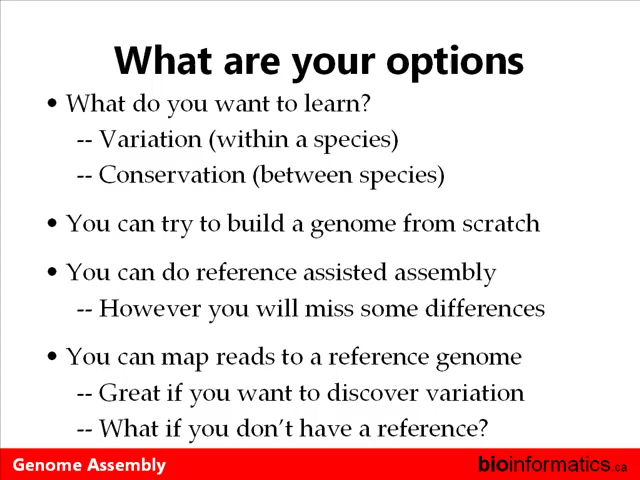 What are your options
• What do you want to learn?
-- Variation (within a species)
-- Conservation (between species)
• You can try to build a genome from scratch
• You can do reference assisted assembly
-- However you will miss some differences
• You can map reads to a reference genome
-- Great if you want to discover variation
-- What if you don’t have a reference?
Genome Assembly
bioinformatics.ca